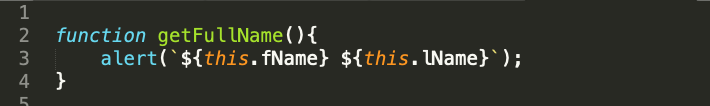 1
2 function getFullName(){
3 alert(`${this.fName} ${this.lName}`);
4 }
5